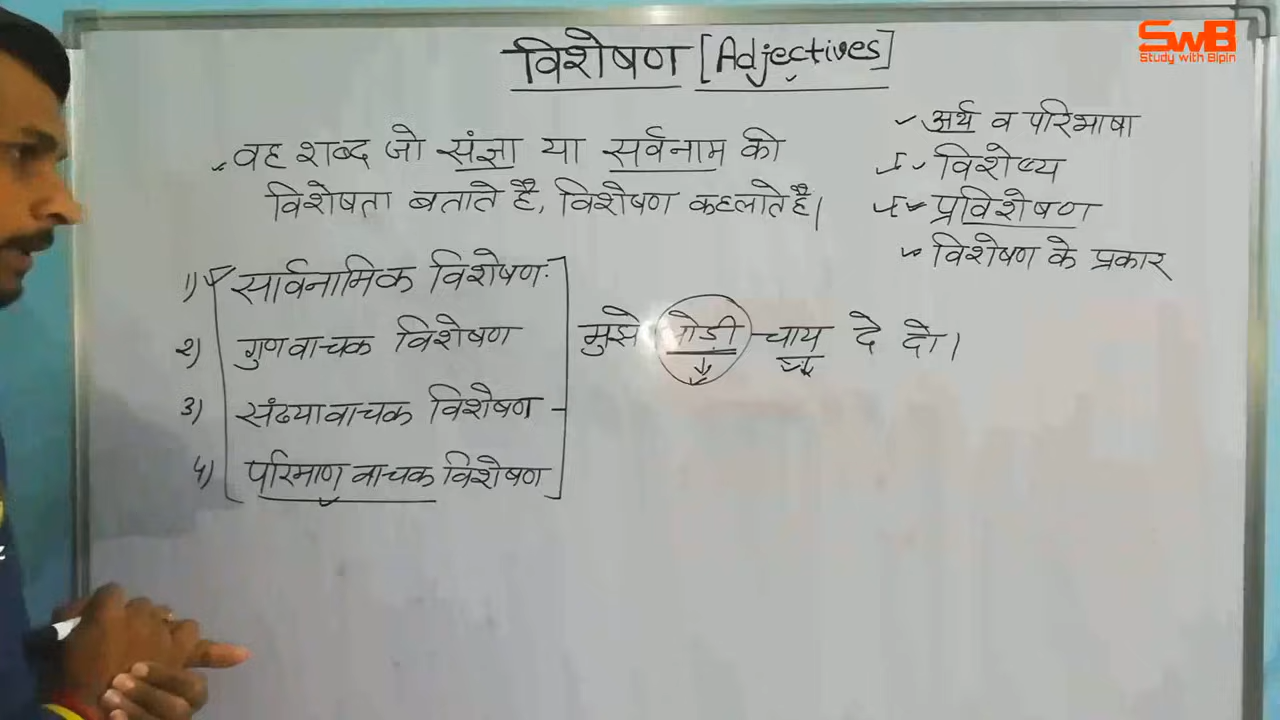 विशेषण [Adjectives]
SwB
Study with Bipin
वह शब्द जो संज्ञा या सर्वनाम की
विशेषता बताते हैं, विशेषण कहलाते हैं।
अर्थ व परिभाषा
विशेष्य
प्रविशेषण
विशेषण के प्रकार
1) सार्वनामिक विशेषण:
2) गुणवाचक विशेषण
3) संख्यावाचक विशेषण -
4) परिमाण वाचक विशेषण
मुझे चाय दे दो।